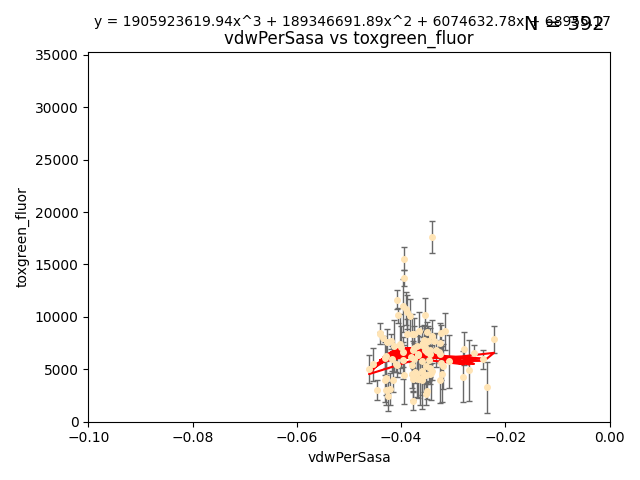 y = 1905923619.94x^3 + 189346691.89x^2 + 6074632.78x +
N = 392
vdwPerSasa vs toxgreen_fluor
35000
30000
25000
20000
15000
10000
5000
0
toxgreen_fluor
−0.10
−0.08
−0.06
−0.04
−0.02
0.00
vdwPerSasa